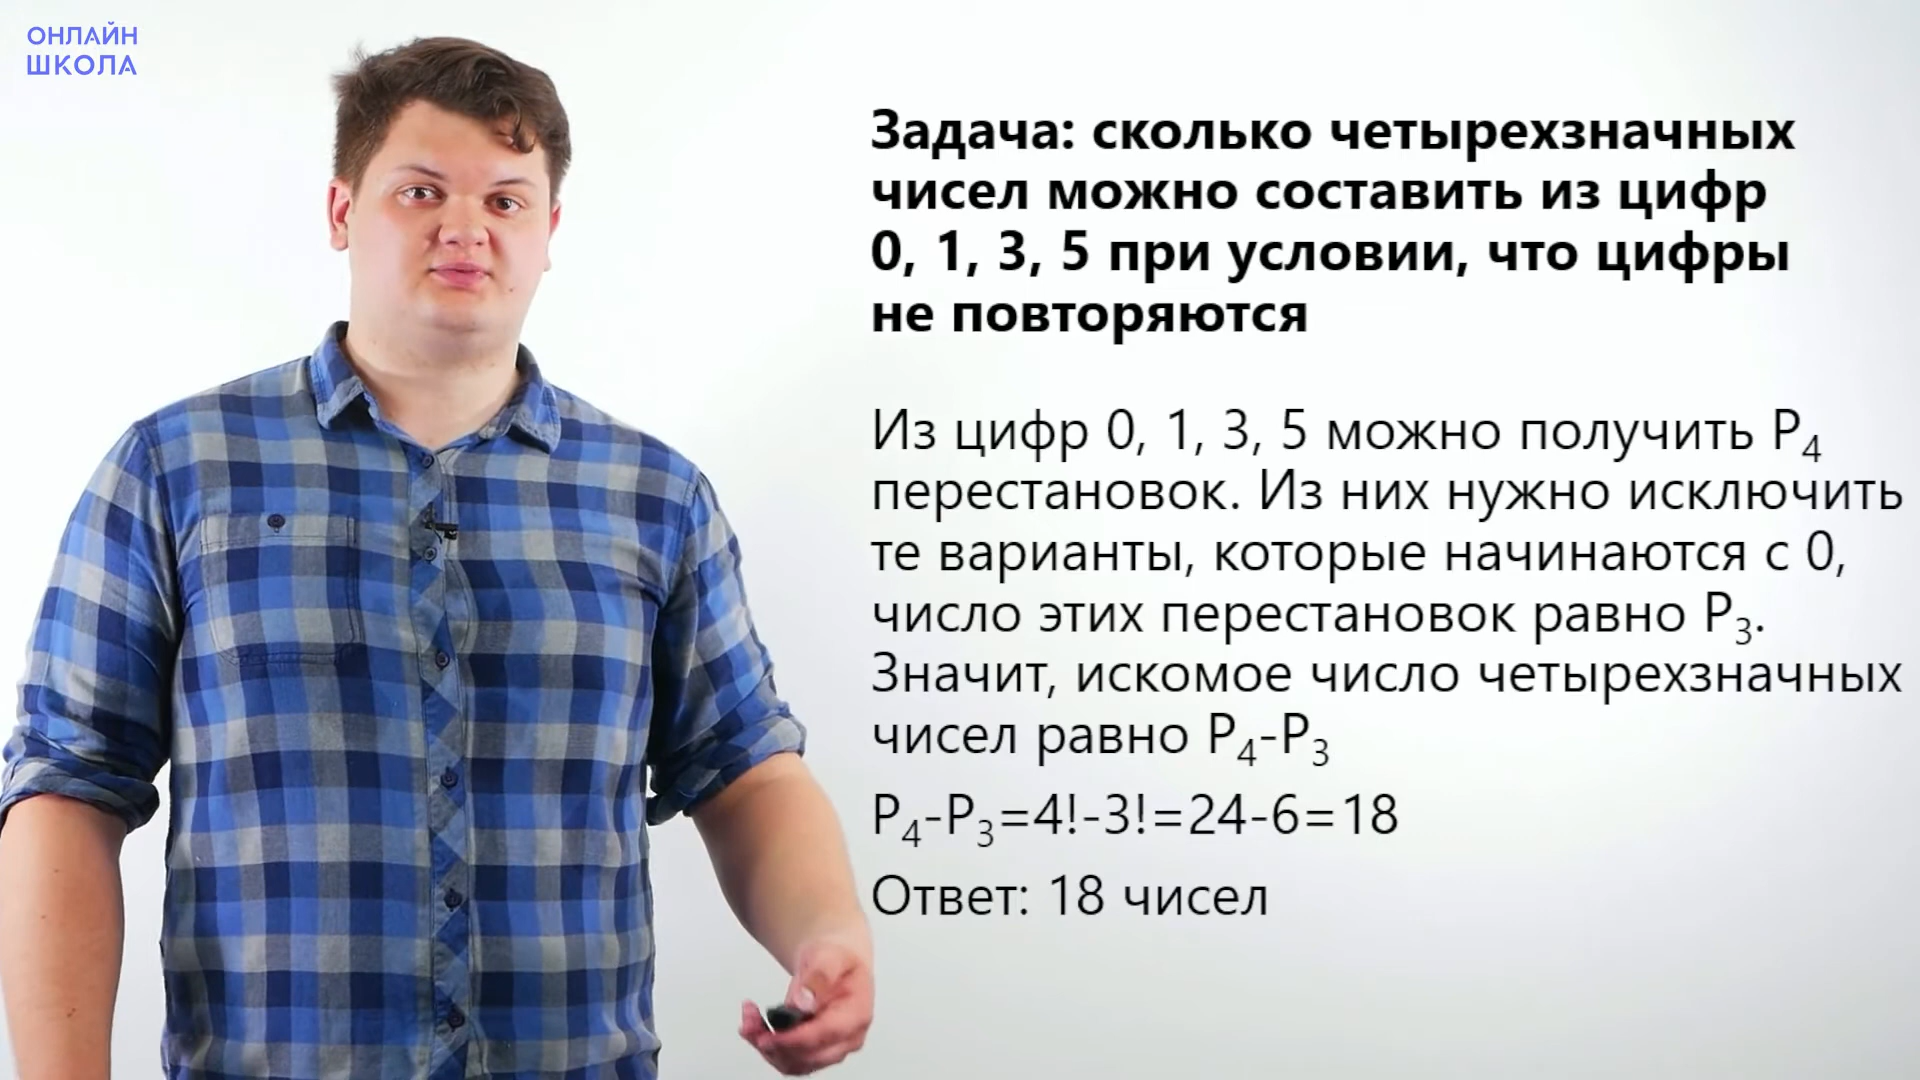 ОНЛАЙН
ШКОЛА
Задача: сколько четырехзначных
чисел можно составить из цифр
0, 1, 3, 5 при условии, что цифры
не повторяются
Из цифр 0, 1, 3, 5 можно получить P₄
перестановок. Из них нужно исключить
те варианты, которые начинаются с 0,
число этих перестановок равно P₃.
Значит, искомое число четырехзначных
чисел равно P₄-P₃
P₄-P₃=4!-3!=24-6=18
Ответ: 18 чисел